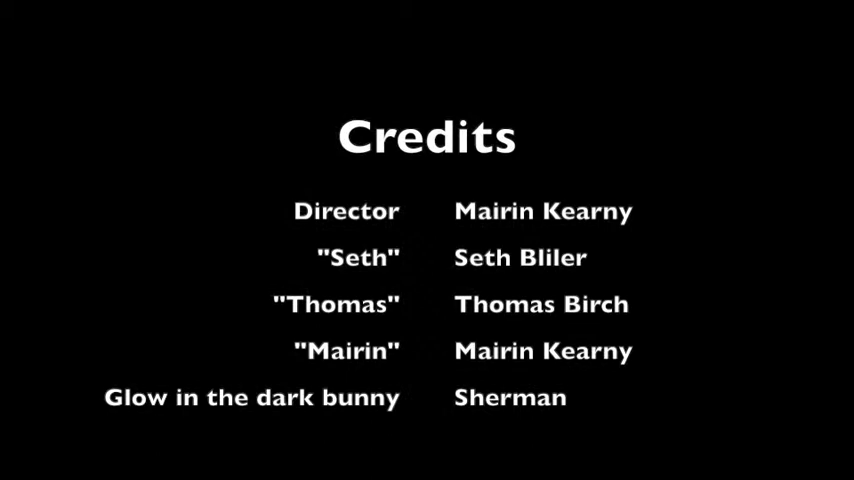 Credits
Director Mairin Kearny
"Seth" Seth Bliler
"Thomas" Thomas Birch
"Mairin" Mairin Kearny
Glow in the dark bunny Sherman